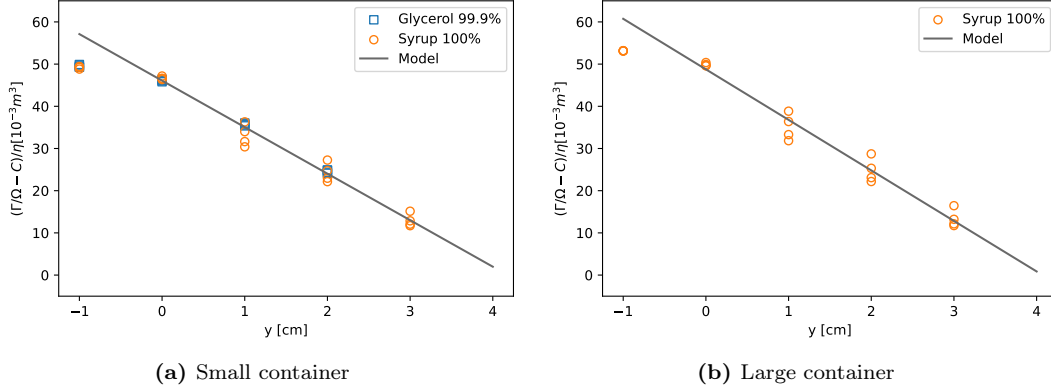 60
50
40
30
20
10
0
(Γ/Ω − C)/η[10⁻³m³]
−1 0 1 2 3 4
y [cm]
Glycerol 99.9%
Syrup 100%
Model
(a) Small container
60
50
40
30
20
10
0
(Γ/Ω − C)/η[10⁻³m³]
−1 0 1 2 3 4
y [cm]
Syrup 100%
Model
(b) Large container